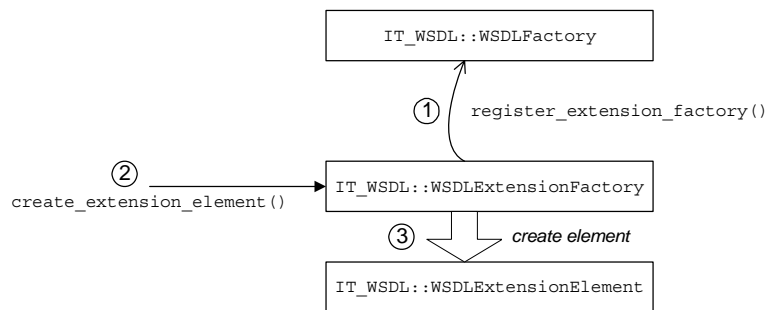 IT_WSDL::WSDLFactory
1
register_extension_factory()
2
create_extension_element()
IT_WSDL::WSDLExtensionFactory
3
create element
IT_WSDL::WSDLExtensionElement